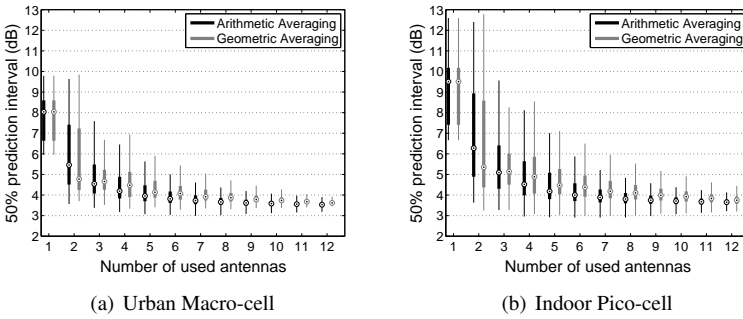 13
12
11
10
9
8
7
6
5
4
3
2
50% prediction interval (dB)
Arithmetic Averaging
Geometric Averaging
1 2 3 4 5 6 7 8 9 10 11 12
Number of used antennas
(a) Urban Macro-cell
13
12
11
10
9
8
7
6
5
4
3
2
50% prediction interval (dB)
Arithmetic Averaging
Geometric Averaging
1 2 3 4 5 6 7 8 9 10 11 12
Number of used antennas
(b) Indoor Pico-cell